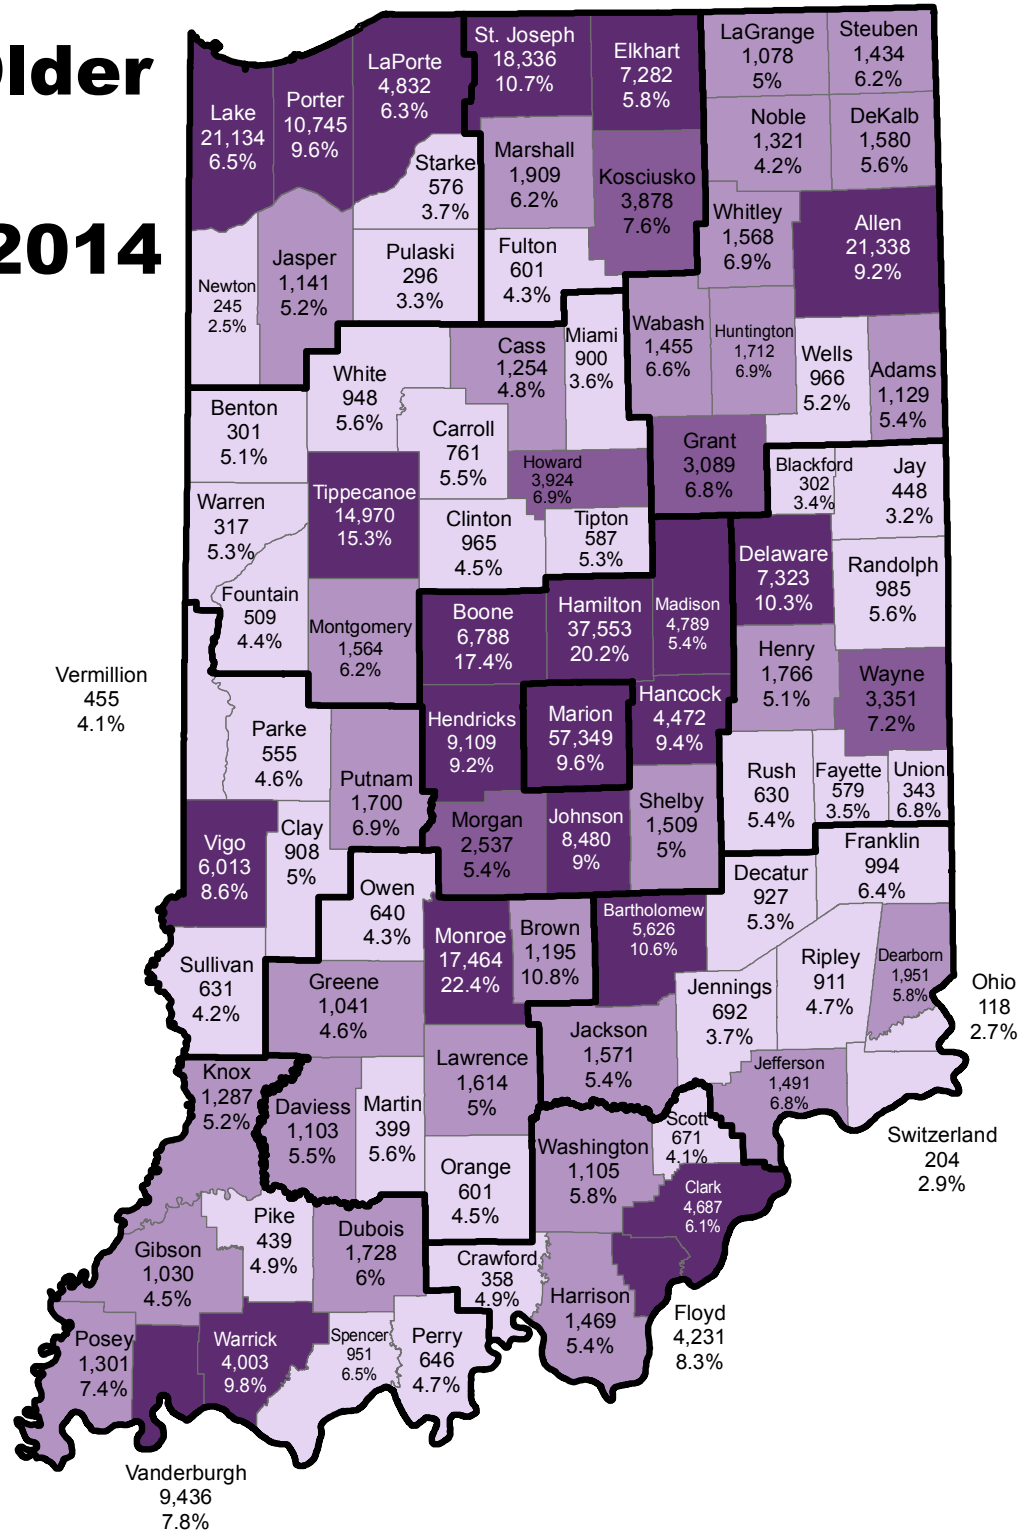 Older
2014
Lake
21,134
6.5%
Porter
10,745
9.6%
LaPorte
4,832
6.3%
St. Joseph
18,336
10.7%
Elkhart
7,282
5.8%
LaGrange
1,078
5%
Steuben
1,434
6.2%
Noble
1,321
4.2%
DeKalb
1,580
5.6%
Starke
576
3.7%
Marshall
1,909
6.2%
Kosciusko
3,878
7.6%
Whitley
1,568
6.9%
Allen
21,338
9.2%
Newton
245
2.5%
Jasper
1,141
5.2%
Pulaski
296
3.3%
Fulton
601
4.3%
Wabash
1,455
6.6%
Huntington
1,712
6.9%
Wells
966
5.2%
Adams
1,129
5.4%
White
948
5.6%
Cass
1,254
4.8%
Miami
900
3.6%
Benton
301
5.1%
Carroll
761
5.5%
Howard
3,924
6.9%
Grant
3,089
6.8%
Blackford
302
3.4%
Jay
448
3.2%
Warren
317
5.3%
Tippecanoe
14,970
15.3%
Clinton
965
4.5%
Tipton
587
5.3%
Delaware
7,323
10.3%
Randolph
985
5.6%
Fountain
509
4.4%
Montgomery
1,564
6.2%
Boone
6,788
17.4%
Hamilton
37,553
20.2%
Madison
4,789
5.4%
Henry
1,766
5.1%
Wayne
3,351
7.2%
Vermillion
455
4.1%
Parke
555
4.6%
Putnam
1,700
6.9%
Hendricks
9,109
9.2%
Marion
57,349
9.6%
Hancock
4,472
9.4%
Rush
630
5.4%
Fayette
579
3.5%
Union
343
6.8%
Vigo
6,013
8.6%
Clay
908
5%
Morgan
2,537
5.4%
Johnson
8,480
9%
Shelby
1,509
5%
Franklin
994
6.4%
Owen
640
4.3%
Decatur
927
5.3%
Sullivan
631
4.2%
Greene
1,041
4.6%
Monroe
17,464
22.4%
Brown
1,195
10.8%
Bartholomew
5,626
10.6%
Jennings
692
3.7%
Ripley
911
4.7%
Dearborn
1,951
5.8%
Ohio
118
2.7%
Knox
1,287
5.2%
Daviess
1,103
5.5%
Martin
399
5.6%
Lawrence
1,614
5%
Jackson
1,571
5.4%
Jefferson
1,491
6.8%
Switzerland
204
2.9%
Orange
601
4.5%
Washington
1,105
5.8%
Scott
671
4.1%
Clark
4,687
6.1%
Gibson
1,030
4.5%
Pike
439
4.9%
Dubois
1,728
6%
Crawford
358
4.9%
Harrison
1,469
5.4%
Floyd
4,231
8.3%
Posey
1,301
7.4%
Warrick
4,003
9.8%
Spencer
951
6.5%
Perry
646
4.7%
Vanderburgh
9,436
7.8%